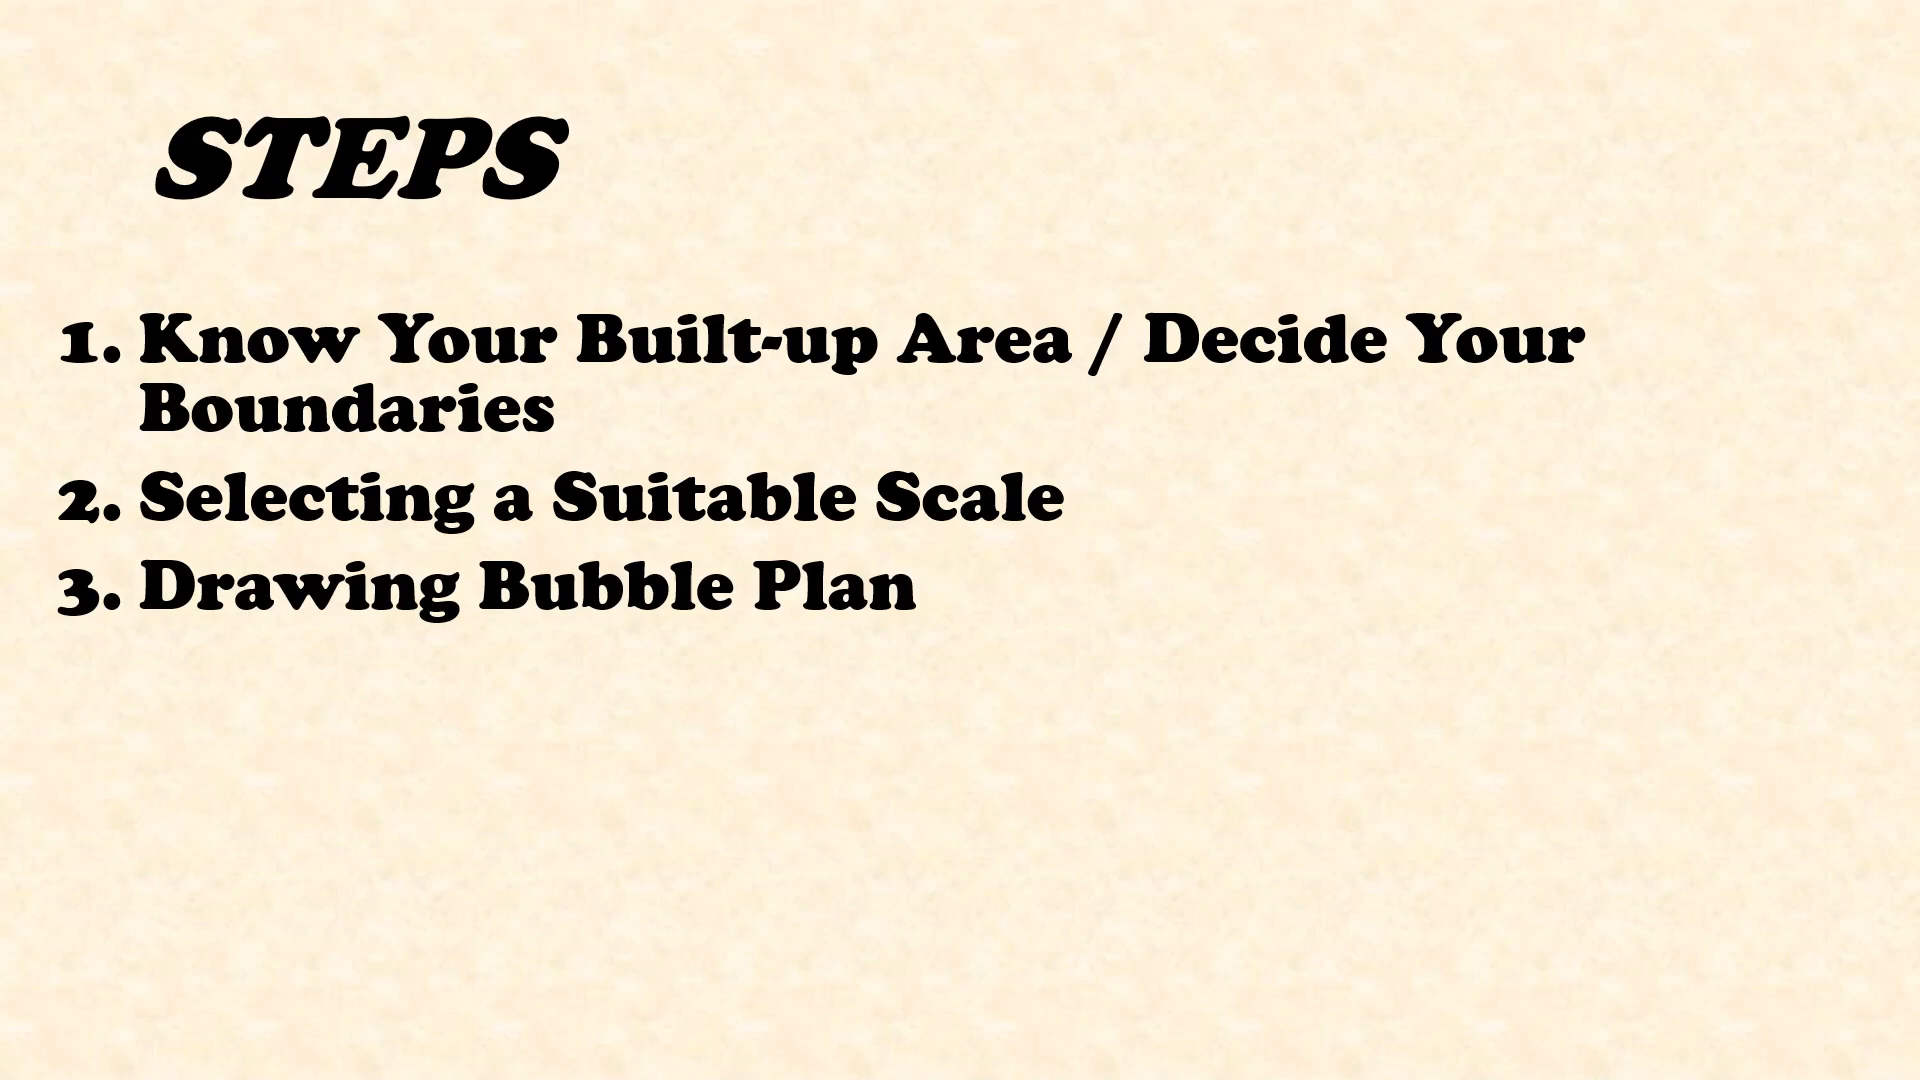 STEPS
1. Know Your Built-up Area / Decide Your
Boundaries
2. Selecting a Suitable Scale
3. Drawing Bubble Plan